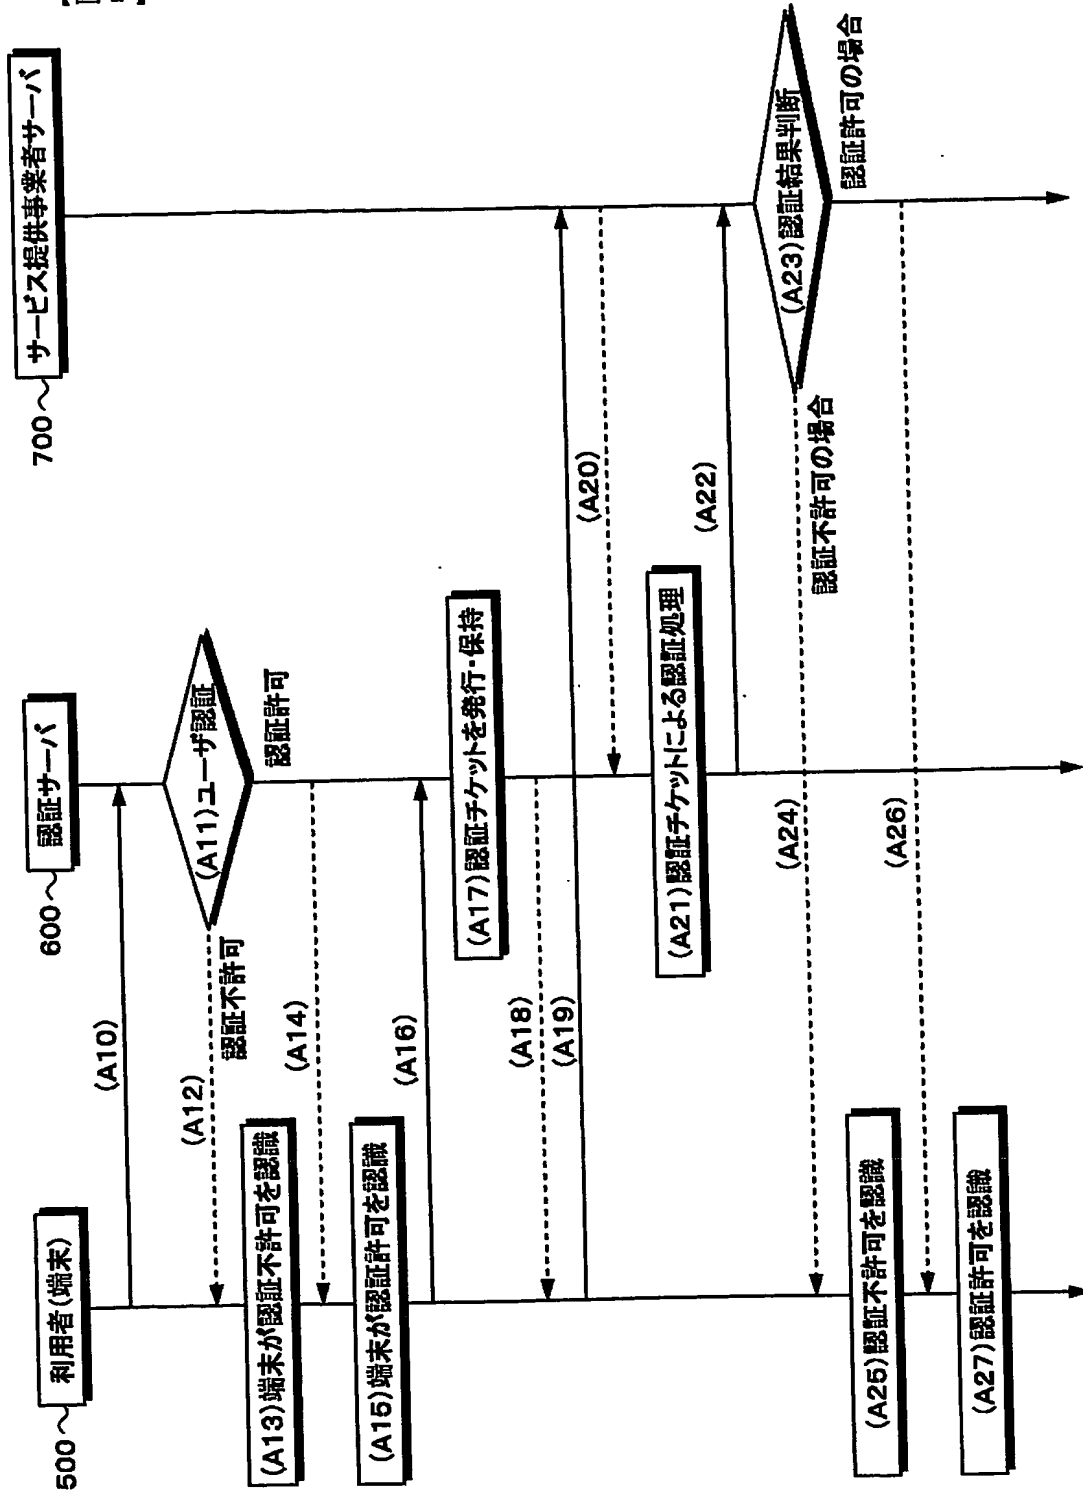 500
利用者(端末)
600
認証サーバ
700
サービス提供事業者サーバ
(A10)
(A11)ユーザ認証
(A12)
認証不許可
認証許可
(A13)端末が認証不許可を認識
(A14)
(A15)端末が認証許可を認識
(A16)
(A17)認証チケットを発行・保持
(A18)
(A19)
(A20)
(A21)認証チケットによる認証処理
(A22)
(A23)認証結果判断
(A24)
認証不許可の場合
認証許可の場合
(A25)認証不許可を認識
(A26)
(A27)認証許可を認識